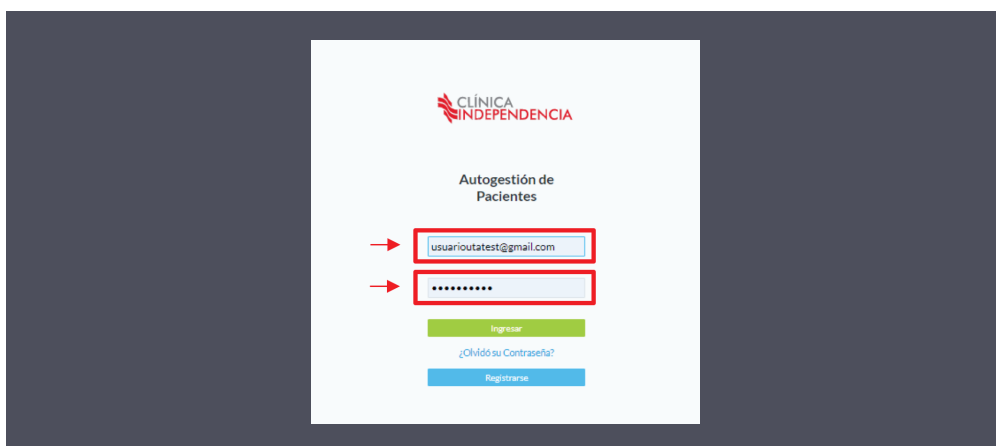 CLÍNICA
INDEPENDENCIA
Autogestión de
Pacientes
usuarioutatest@gmail.com
••••••••••
Ingresar
¿Olvidó su Contraseña?
Registrarse